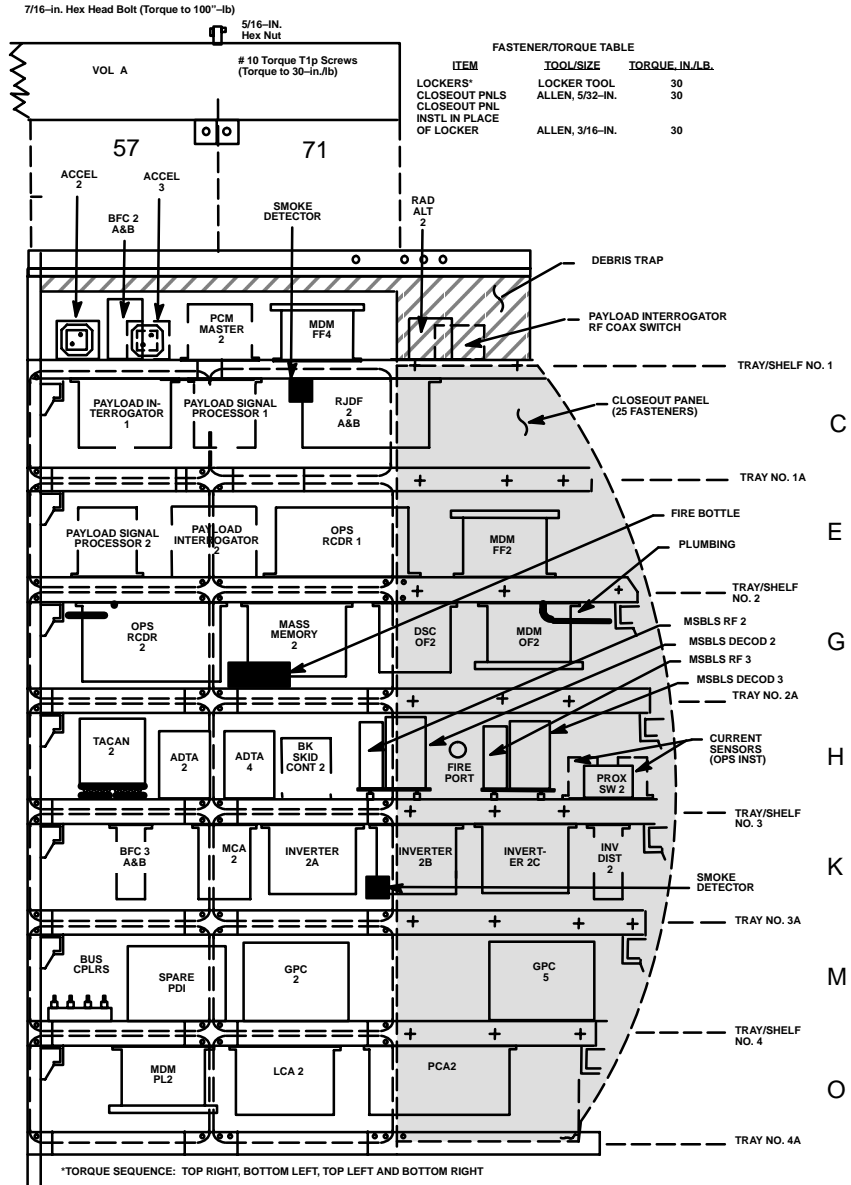 7/16–in. Hex Head Bolt (Torque to 100"–lb)
5/16–IN.
Hex Nut
VOL A
# 10 Torque T1p Screws
(Torque to 30–in./lb)
FASTENER/TORQUE TABLE
ITEM TOOL/SIZE TORQUE, IN./LB.
LOCKERS* LOCKER TOOL 30
CLOSEOUT PNLS ALLEN, 5/32–IN. 30
CLOSEOUT PNL
INSTL IN PLACE
OF LOCKER ALLEN, 3/16–IN. 30
57
71
ACCEL
2
BFC 2
A&B
ACCEL
3
SMOKE
DETECTOR
RAD
ALT
2
DEBRIS TRAP
PCM
MASTER
2
MDM
FF4
PAYLOAD INTERROGATOR
RF COAX SWITCH
TRAY/SHELF NO. 1
PAYLOAD IN-
TERROGATOR
1
PAYLOAD SIGNAL
PROCESSOR 1
RJDF
2
A&B
CLOSEOUT PANEL
(25 FASTENERS)
C
TRAY NO. 1A
PAYLOAD SIGNAL
PROCESSOR 2
PAYLOAD
INTERROGATOR
2
OPS
RCDR 1
MDM
FF2
FIRE BOTTLE
E
PLUMBING
TRAY/SHELF
NO. 2
OPS
RCDR
2
MASS
MEMORY
2
DSC
OF2
MDM
OF2
MSBLS RF 2
MSBLS DECOD 2
G
MSBLS RF 3
MSBLS DECOD 3
TRAY NO. 2A
TACAN
2
ADTA
2
ADTA
4
BK
SKID
CONT 2
FIRE
PORT
PROX
SW 2
CURRENT
SENSORS
(OPS INST)
H
TRAY/SHELF
NO. 3
BFC 3
A&B
MCA
2
INVERTER
2A
INVERTER
2B
INVERT-
ER 2C
INV
DIST
2
K
SMOKE
DETECTOR
TRAY NO. 3A
BUS
CPLRS
SPARE
PDI
GPC
2
GPC
5
M
TRAY/SHELF
NO. 4
MDM
PL2
LCA 2
PCA2
O
TRAY NO. 4A
*TORQUE SEQUENCE: TOP RIGHT, BOTTOM LEFT, TOP LEFT AND BOTTOM RIGHT